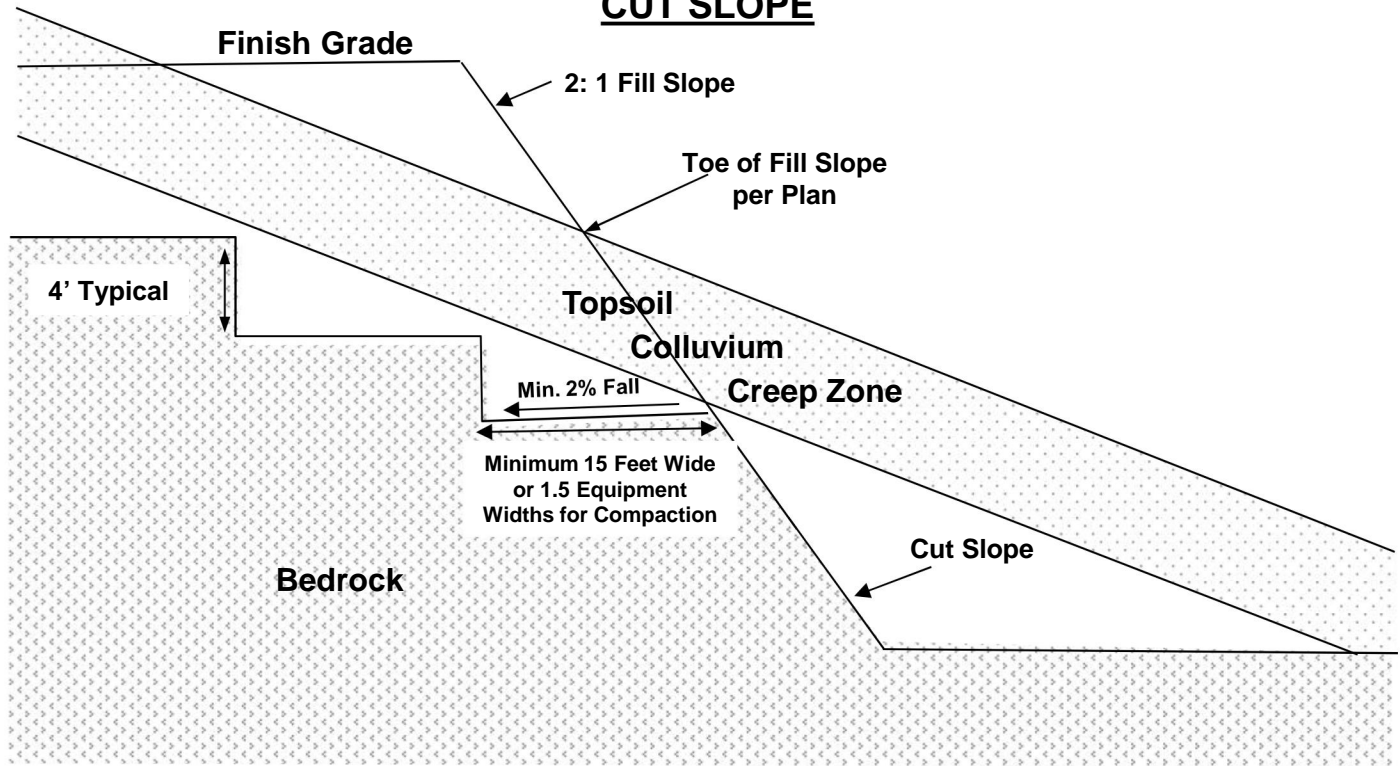 CUT SLOPE
Finish Grade
2: 1 Fill Slope
Toe of Fill Slope
per Plan
4’ Typical
Topsoil
Colluvium
Creep Zone
Min. 2% Fall
Minimum 15 Feet Wide
or 1.5 Equipment
Widths for Compaction
Cut Slope
Bedrock